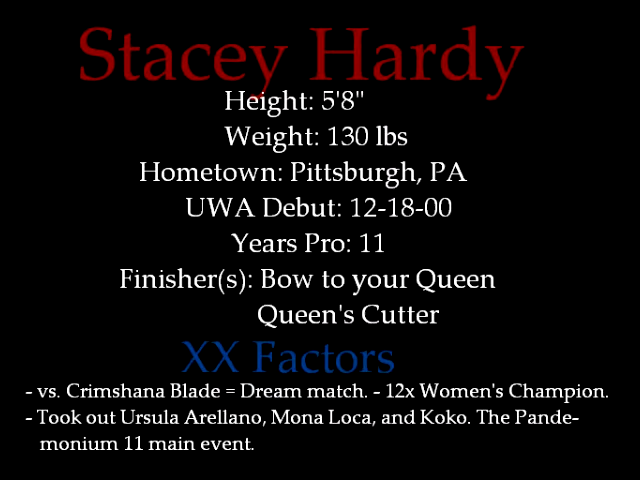 Stacey Hardy
Height: 5'8"
Weight: 130 lbs
Hometown: Pittsburgh, PA
UWA Debut: 12-18-00
Years Pro: 11
Finisher(s): Bow to your Queen
Queen's Cutter
XX Factors
- vs. Crimshana Blade = Dream match. - 12x Women's Champion.
- Took out Ursula Arellano, Mona Loca, and Koko. The Pande-
monium 11 main event.